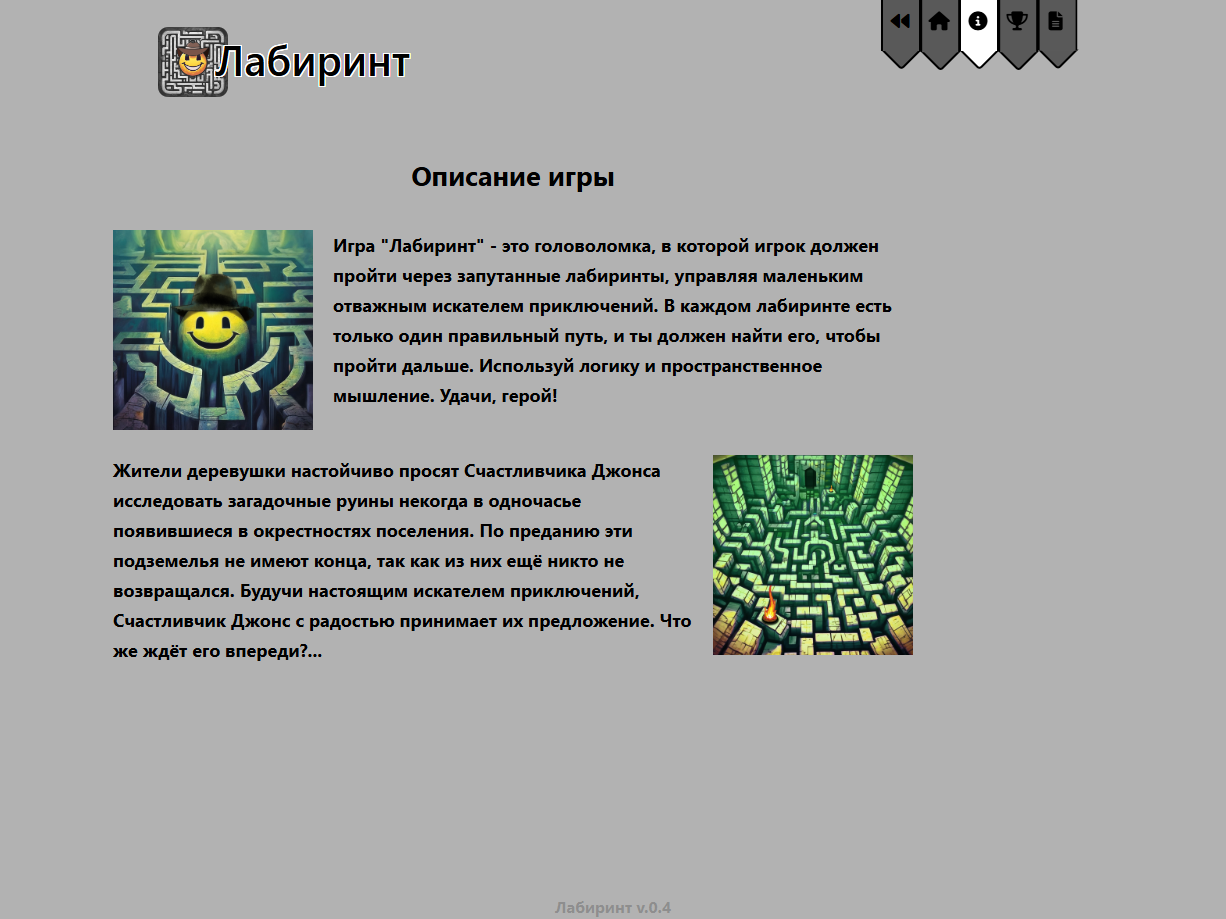 Лабиринт
Описание игры
Игра "Лабиринт" - это головоломка, в которой игрок должен
пройти через запутанные лабиринты, управляя маленьким
отважным искателем приключений. В каждом лабиринте есть
только один правильный путь, и ты должен найти его, чтобы
пройти дальше. Используй логику и пространственное
мышление. Удачи, герой!
Жители деревушки настойчиво просят Счастливчика Джонса
исследовать загадочные руины некогда в одночасье
появившиеся в окрестностях поселения. По преданию эти
подземелья не имеют конца, так как из них ещё никто не
возвращался. Будучи настоящим искателем приключений,
Счастливчик Джонс с радостью принимает их предложение. Что
же ждёт его впереди?...
Лабиринт v.0.4